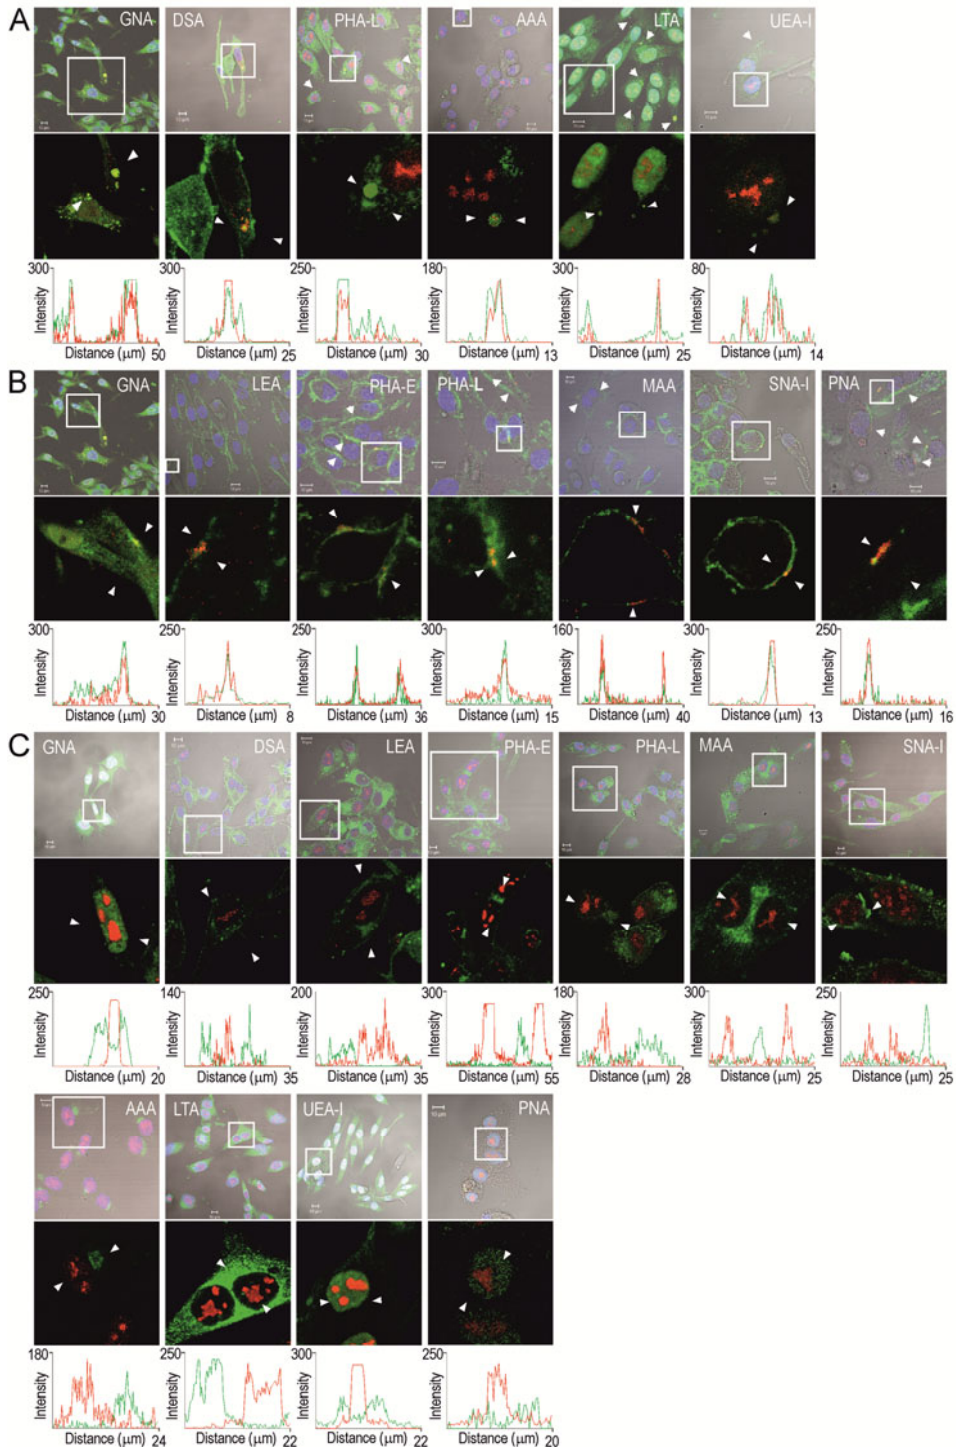 A
GNA DSA PHA-L AAA LTA UEA-I
300 300 250 180 300 80
Intensity Intensity Intensity Intensity Intensity Intensity
Distance (μm) Distance (μm) Distance (μm) Distance (μm) Distance (μm) Distance (μm)
50 25 30 13 25 14
B
GNA LEA PHA-E PHA-L MAA SNA-I PNA
300 250 250 300 160 300 250
Intensity Intensity Intensity Intensity Intensity Intensity Intensity
Distance (μm) Distance (μm) Distance (μm) Distance (μm) Distance (μm) Distance (μm) Distance (μm)
30 8 36 15 40 13 16
C
GNA DSA LEA PHA-E PHA-L MAA SNA-I
250 140 200 300 180 300 250
Intensity Intensity Intensity Intensity Intensity Intensity Intensity
Distance (μm) Distance (μm) Distance (μm) Distance (μm) Distance (μm) Distance (μm) Distance (μm)
20 35 35 55 28 25 25
AAA LTA UEA-I PNA
180 250 300 250
Intensity Intensity Intensity Intensity
Distance (μm) Distance (μm) Distance (μm) Distance (μm)
24 22 22 20